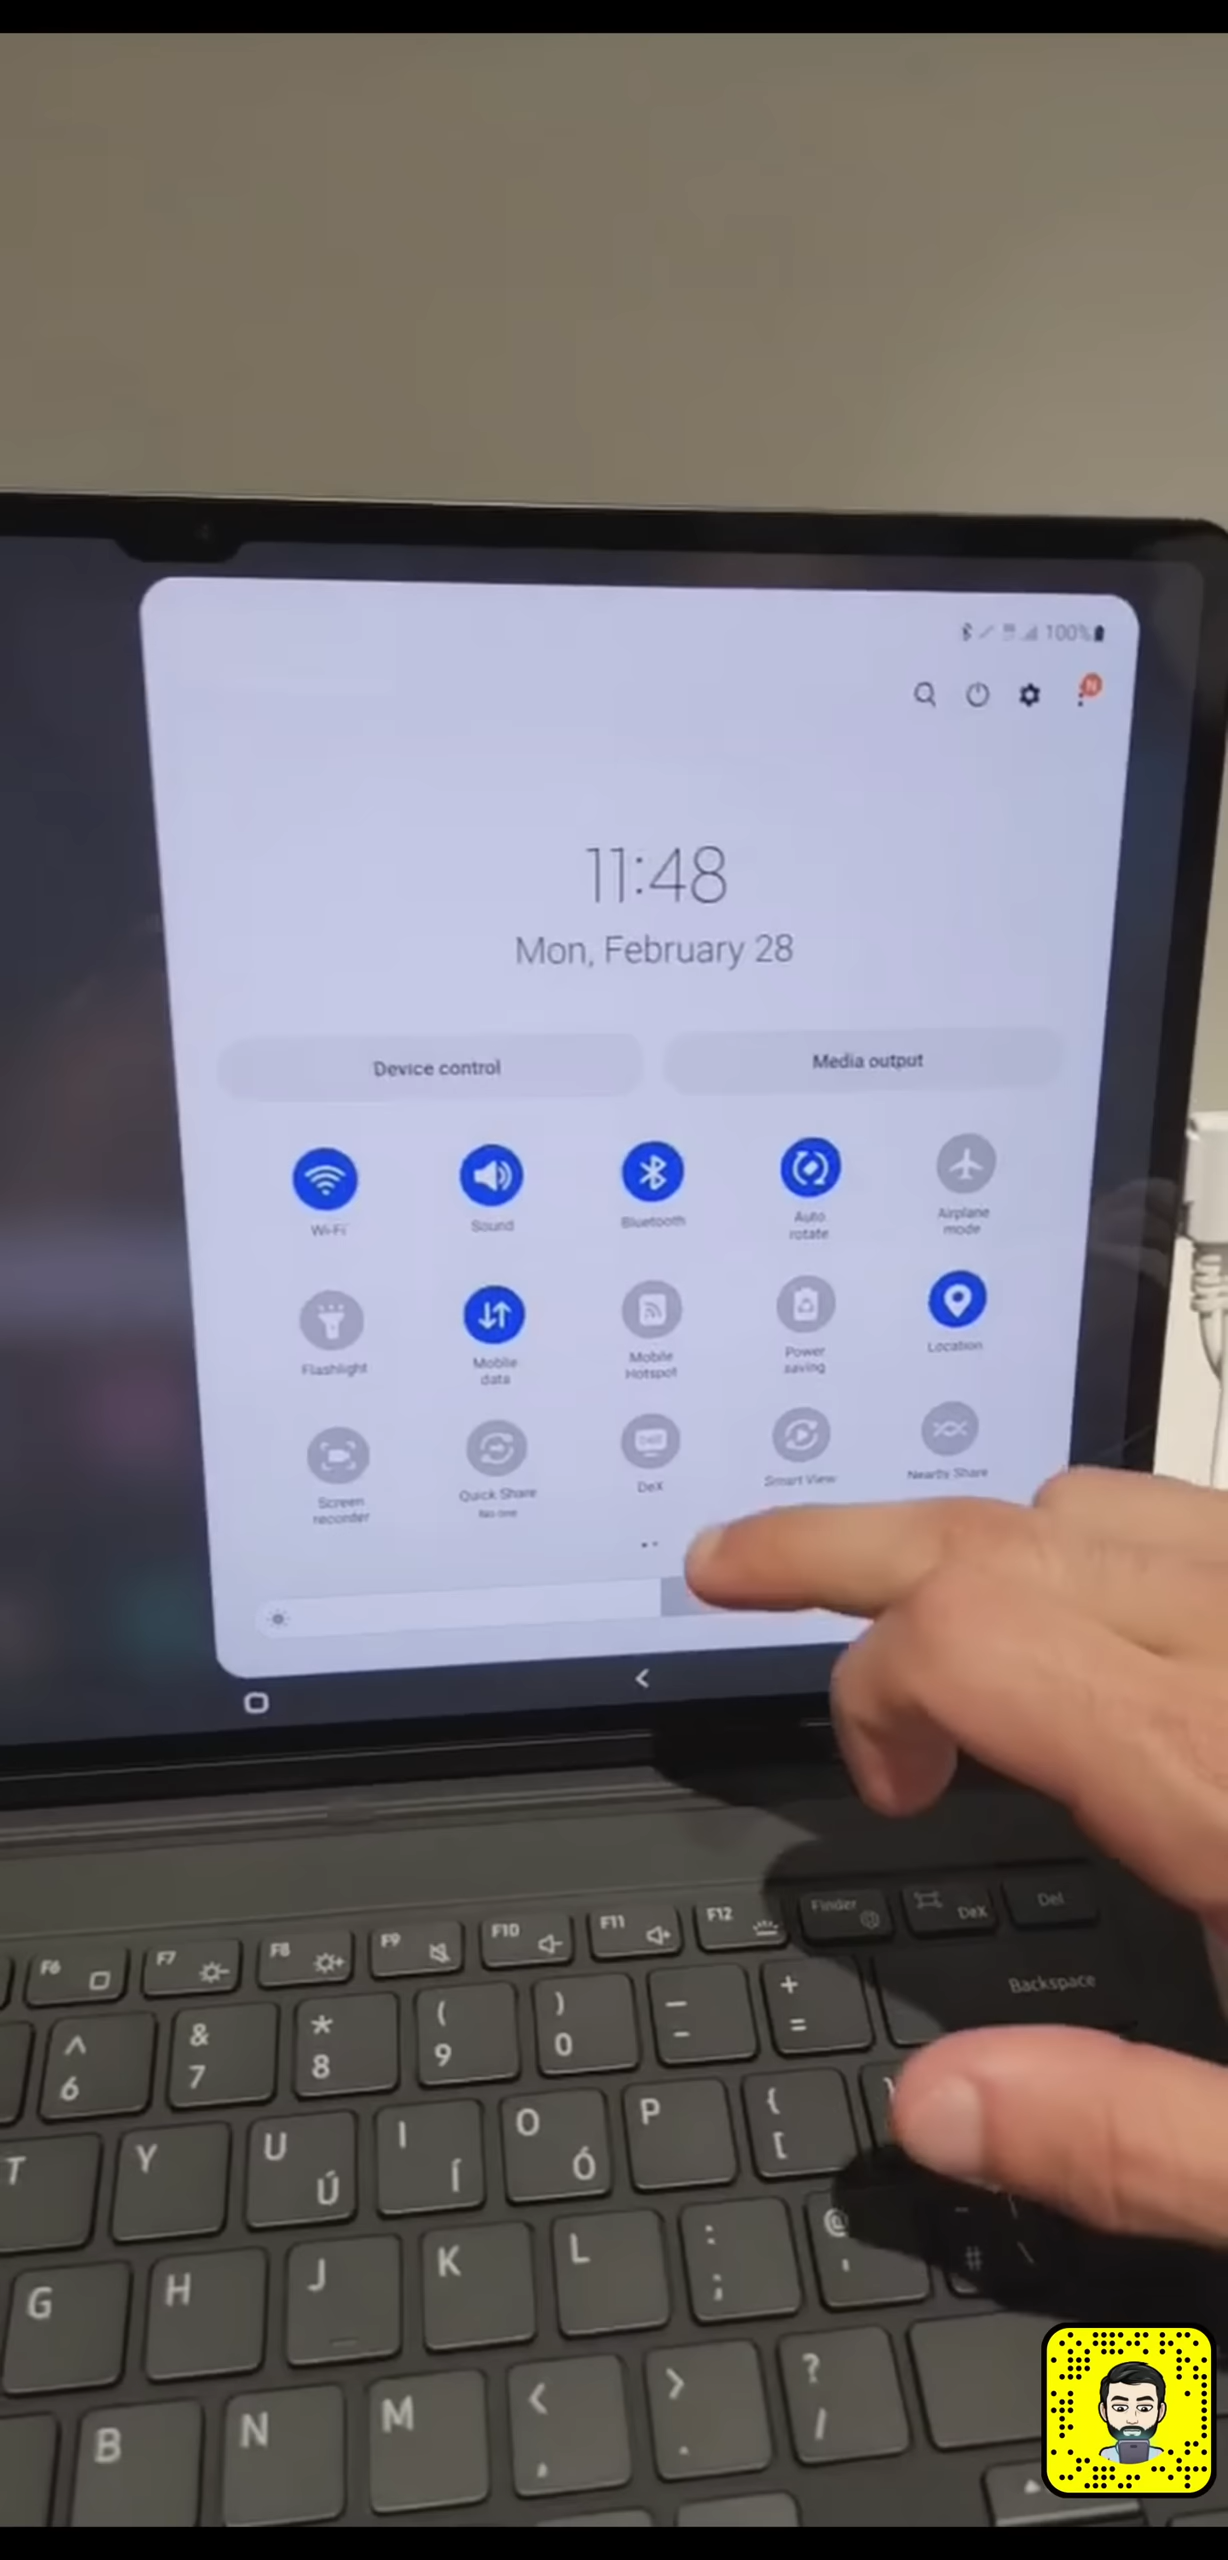 100%
N
11:48
Mon, February 28
Device control Media output
Wi-Fi Sound Bluetooth Auto rotate Airplane mode
Flashlight Mobile data Mobile Hotspot Power saving Location
Screen recorder Quick Share No one DeX Smart View Nearby Share
F6 F7 F8 F9 F10 F11 F12 Finder DeX Del
^ 6 & 7 * 8 ( 9 ) 0 _ - + = Backspace
T Y U Ú I Í O Ó P { [ }
G H J K L : ; @ ' # \
B N M < , > . ? /